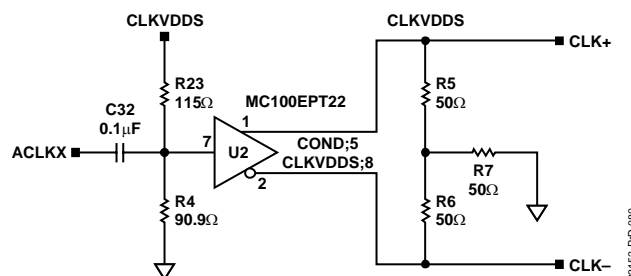 CLKVDDS
CLKVDDS
CLK+
R23
115Ω
MC100EPT22
R5
50Ω
C32
0.1µF
1
ACLKX
7
U2
COND;5
CLKVDDS;8
2
R7
50Ω
R4
90.9Ω
R6
50Ω
CLK–